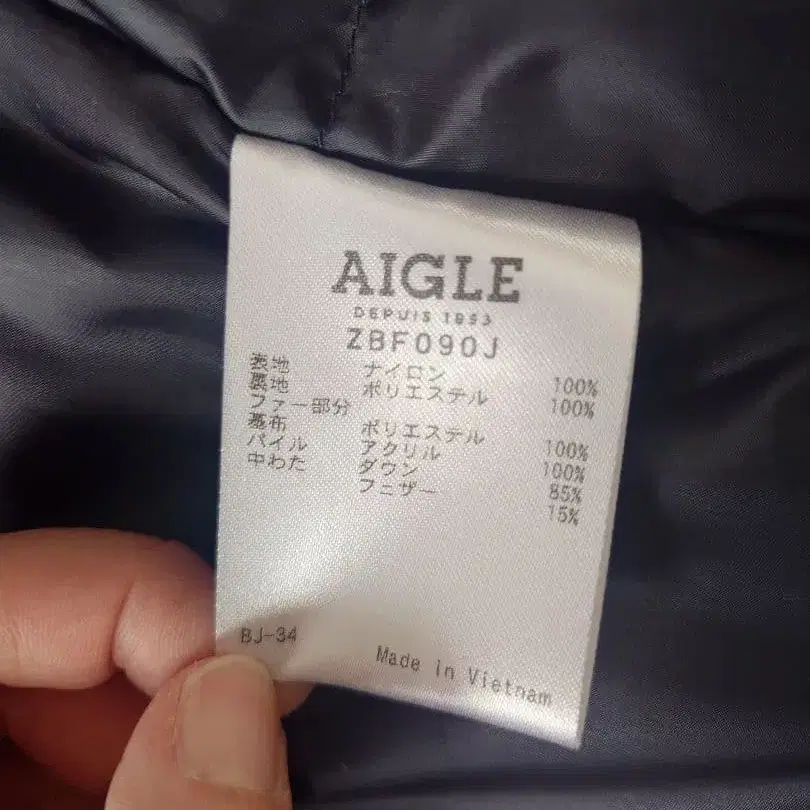 AIGLE
DEPUIS 1853
ZBF090J
表地 ナイロン 100%
裏地 ポリエステル 100%
ファー部分
基布 ポリエステル 100%
パイル アクリル 100%
中わた ダウン 85%
フェザー 15%
BJ-34
Made in Vietnam